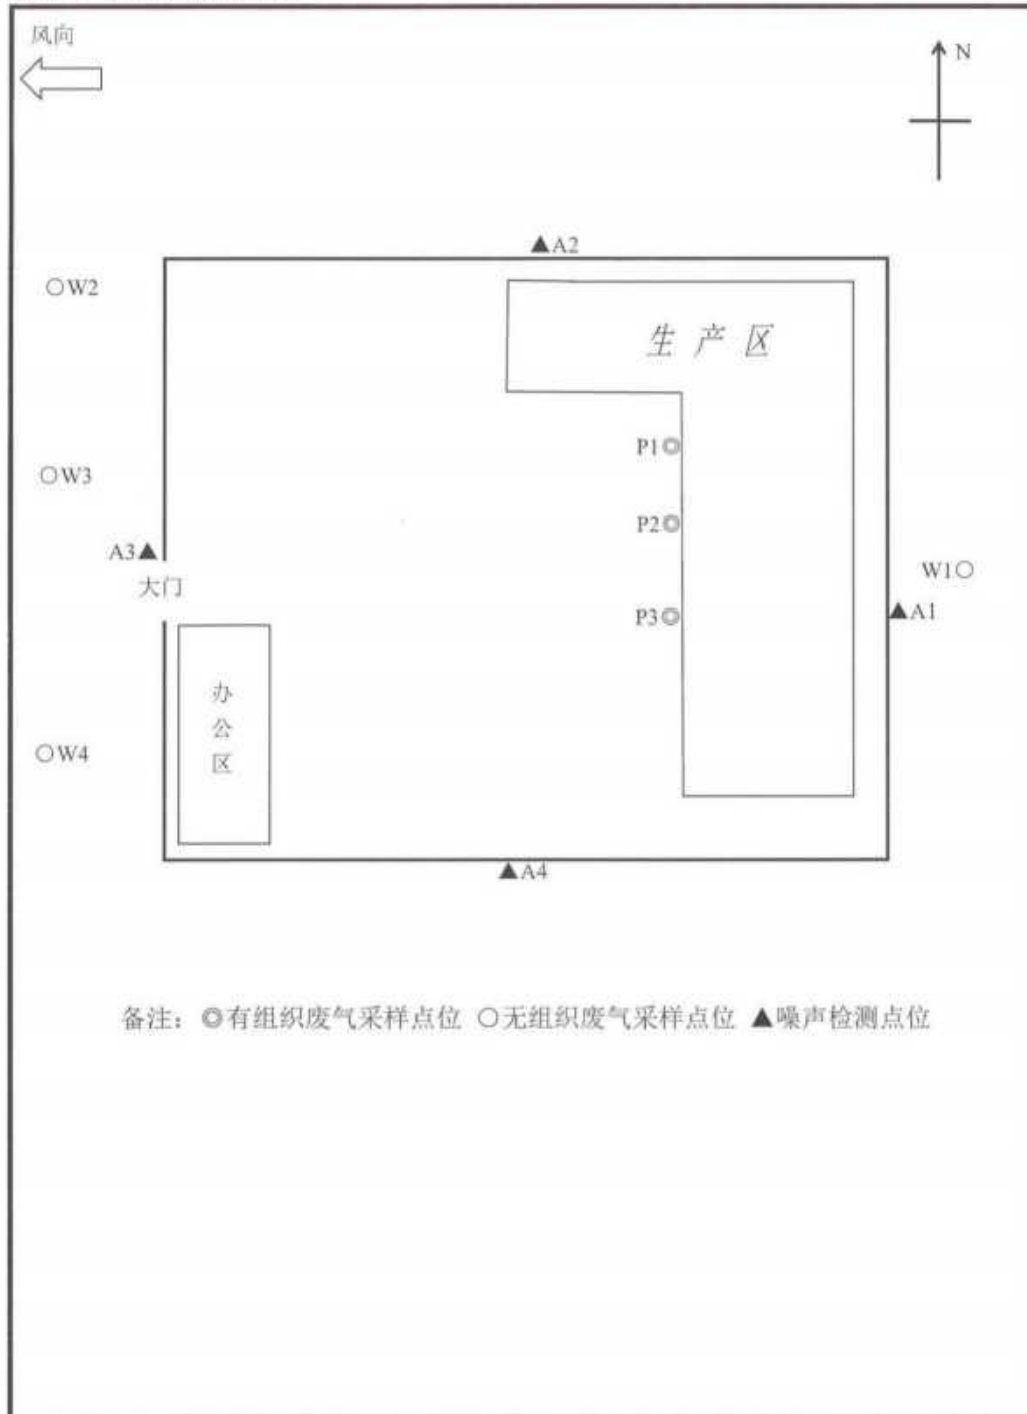 风向
N
▲A2
○W2
生产区
P1◎
○W3
P2◎
A3▲
W1○
大门
▲A1
P3◎
办
公
区
○W4
▲A4
备注：◎有组织废气采样点位 ○无组织废气采样点位 ▲噪声检测点位